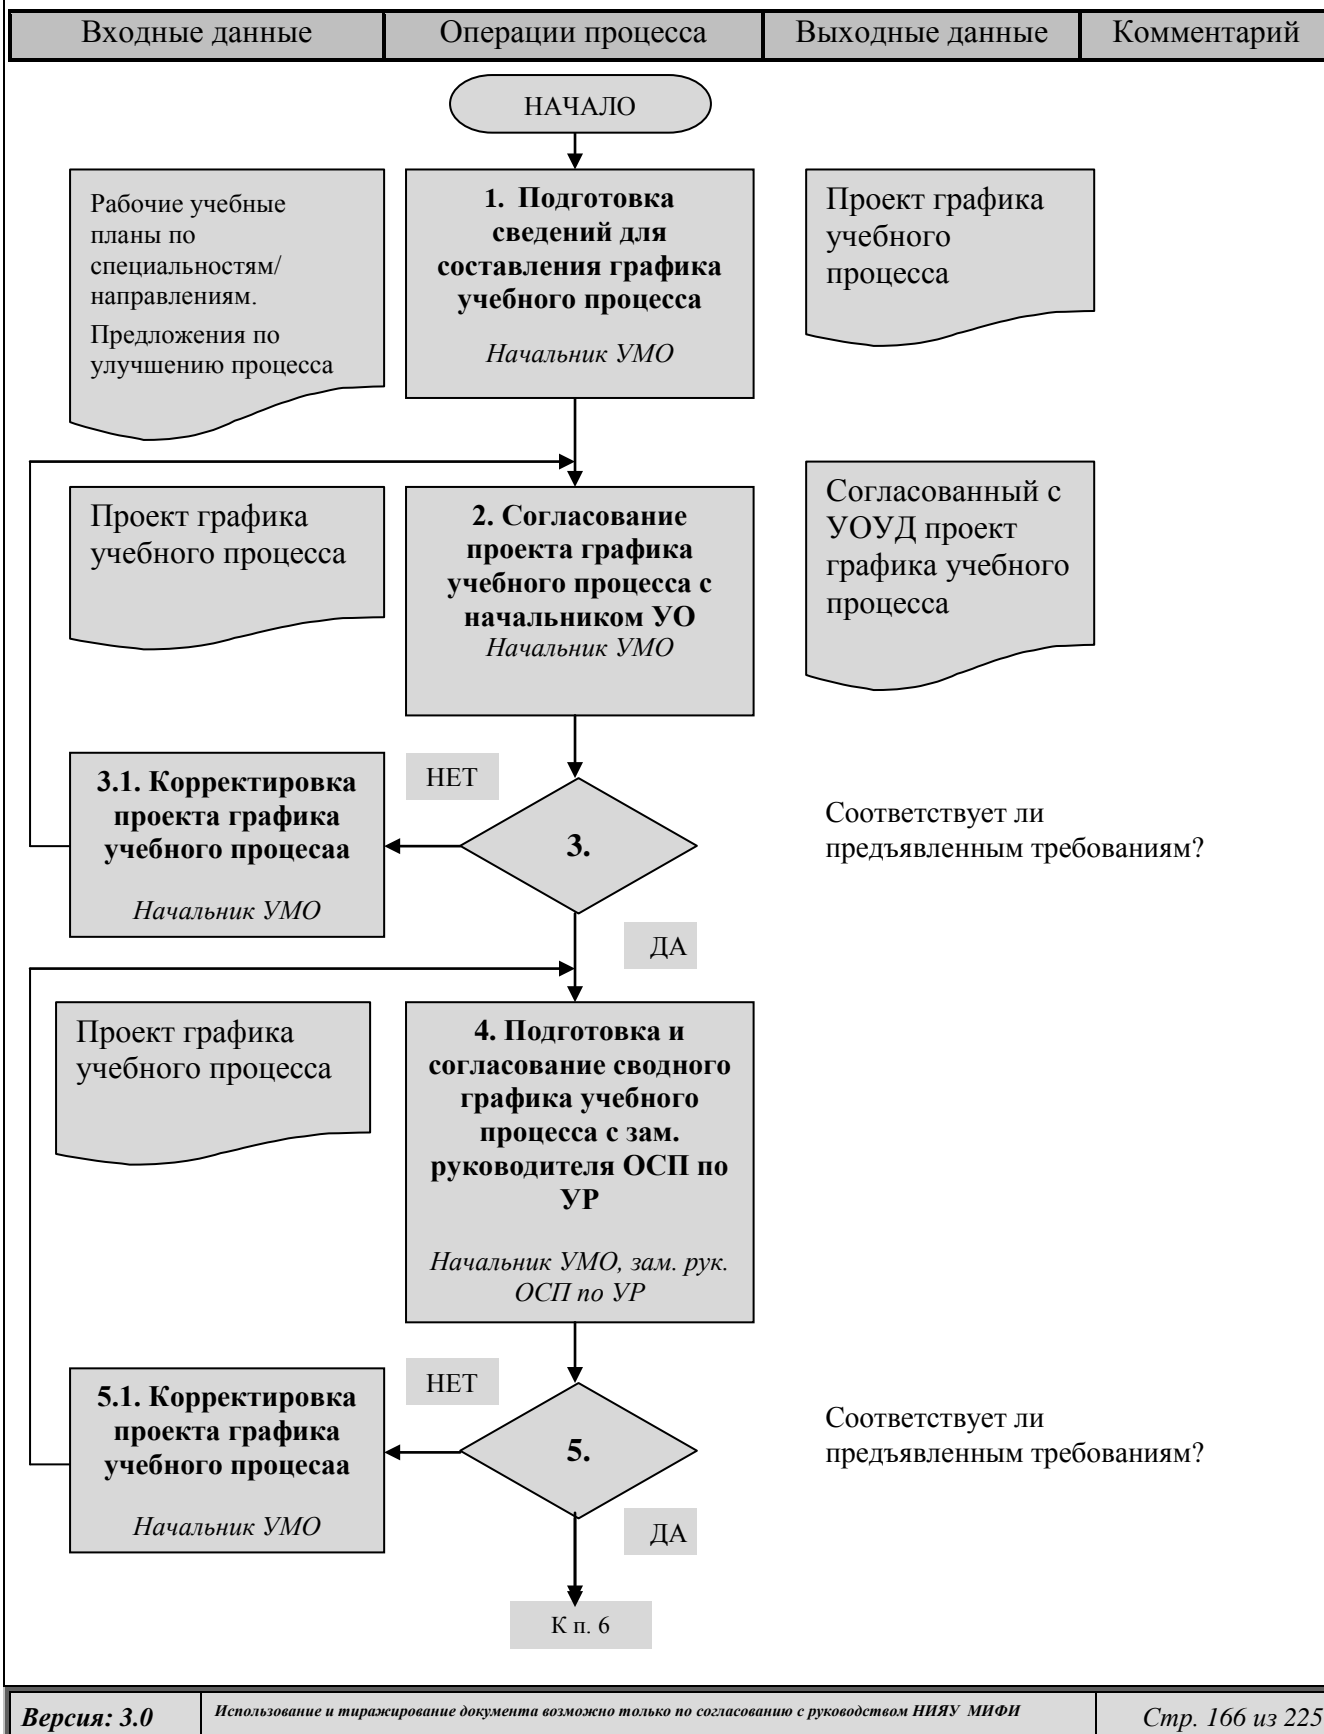 Входные данные
Операции процесса
Выходные данные
Комментарий
НАЧАЛО
Рабочие учебные
планы по
специальностям/
направлениям.
Предложения по
улучшению процесса
1. Подготовка
сведений для
составления графика
учебного процесса
Начальник УМО
Проект графика
учебного
процесса
Проект графика
учебного процесса
2. Согласование
проекта графика
учебного процесса с
начальником УО
Начальник УМО
Согласованный с
УОУД проект
графика учебного
процесса
3.1. Корректировка
проекта графика
учебного процесаа
Начальник УМО
НЕТ
3.
Соответствует ли
предъявленным требованиям?
ДА
Проект графика
учебного процесса
4. Подготовка и
согласование сводного
графика учебного
процесса с зам.
руководителя ОСП по
УР
Начальник УМО, зам. рук.
ОСП по УР
5.1. Корректировка
проекта графика
учебного процесаа
Начальник УМО
НЕТ
5.
Соответствует ли
предъявленным требованиям?
ДА
К п. 6
Версия: 3.0
Использование и тиражирование документа возможно только по согласованию с руководством НИЯУ МИФИ
Стр. 166 из 225